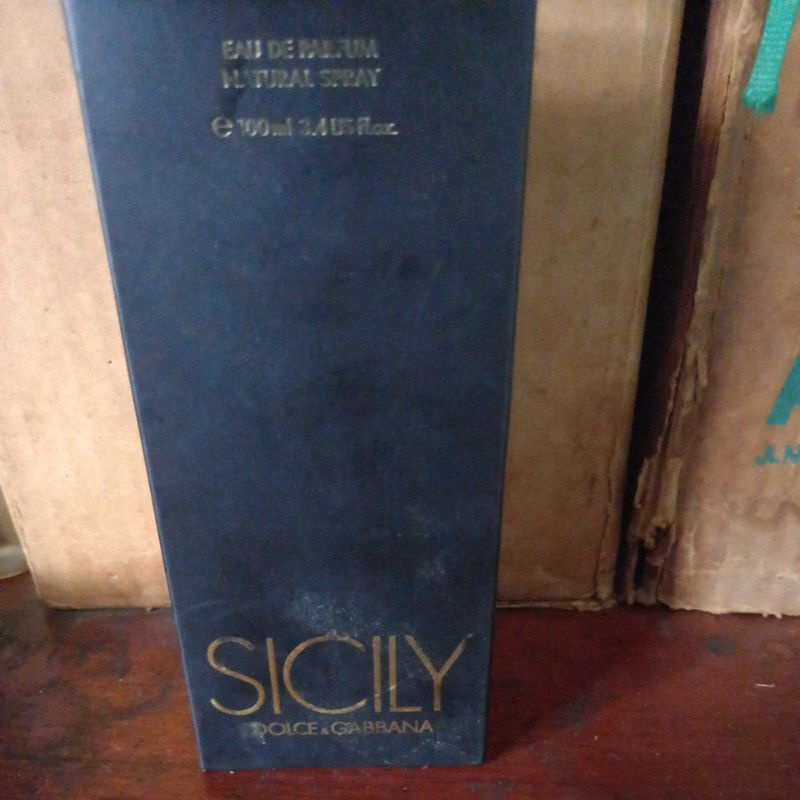 EAU DE PARFUM
NATURAL SPRAY
℮ 100 ml 3.4 US fl.oz.
SICILY
DOLCE & GABBANA